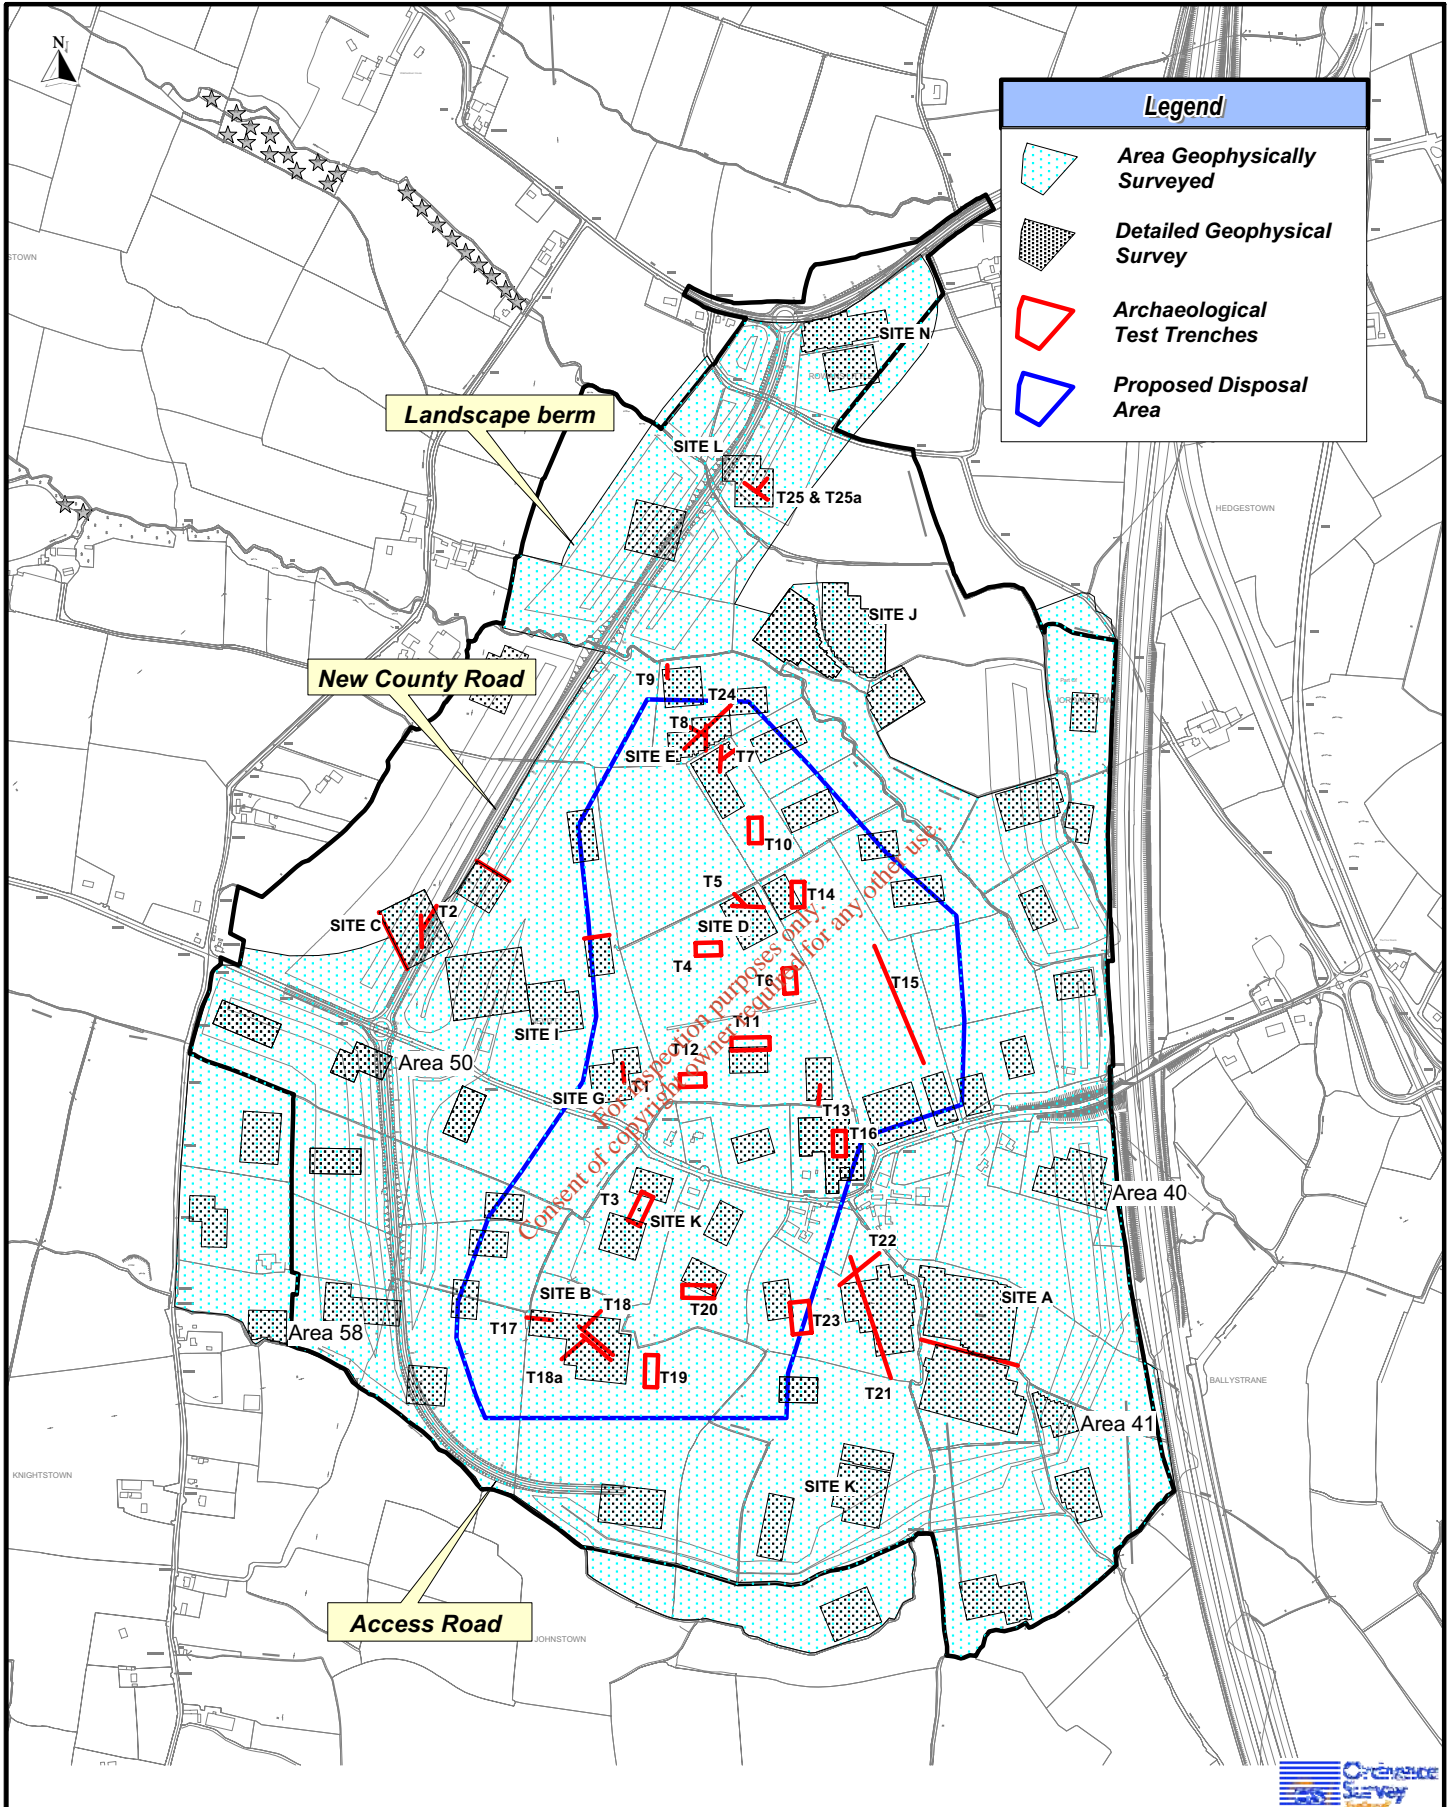 N
Legend
Area Geophysically
Surveyed
Detailed Geophysical
Survey
Archaeological
Test Trenches
Proposed Disposal
Area
STOWN
SITE N
Landscape berm
SITE L
T25 & T25a
HEDGESTOWN
SITE J
New County Road
T9
T24
T8
SITE E
T7
T10
T5
T14
T2
SITE C
SITE D
T4
T6
T15
SITE I
T11
Area 50
T12
SITE G
T1
T13
T16
For inspection purposes only.
Consent of copyright owner required for any other use.
Area 40
T3
SITE K
T22
SITE B
T18
T20
SITE A
T17
T23
Area 58
T18a
T19
T21
BALLYSTRANE
Area 41
KNIGHTSTOWN
SITE K
Access Road
JOHNSTOWN
Ordnance
Survey